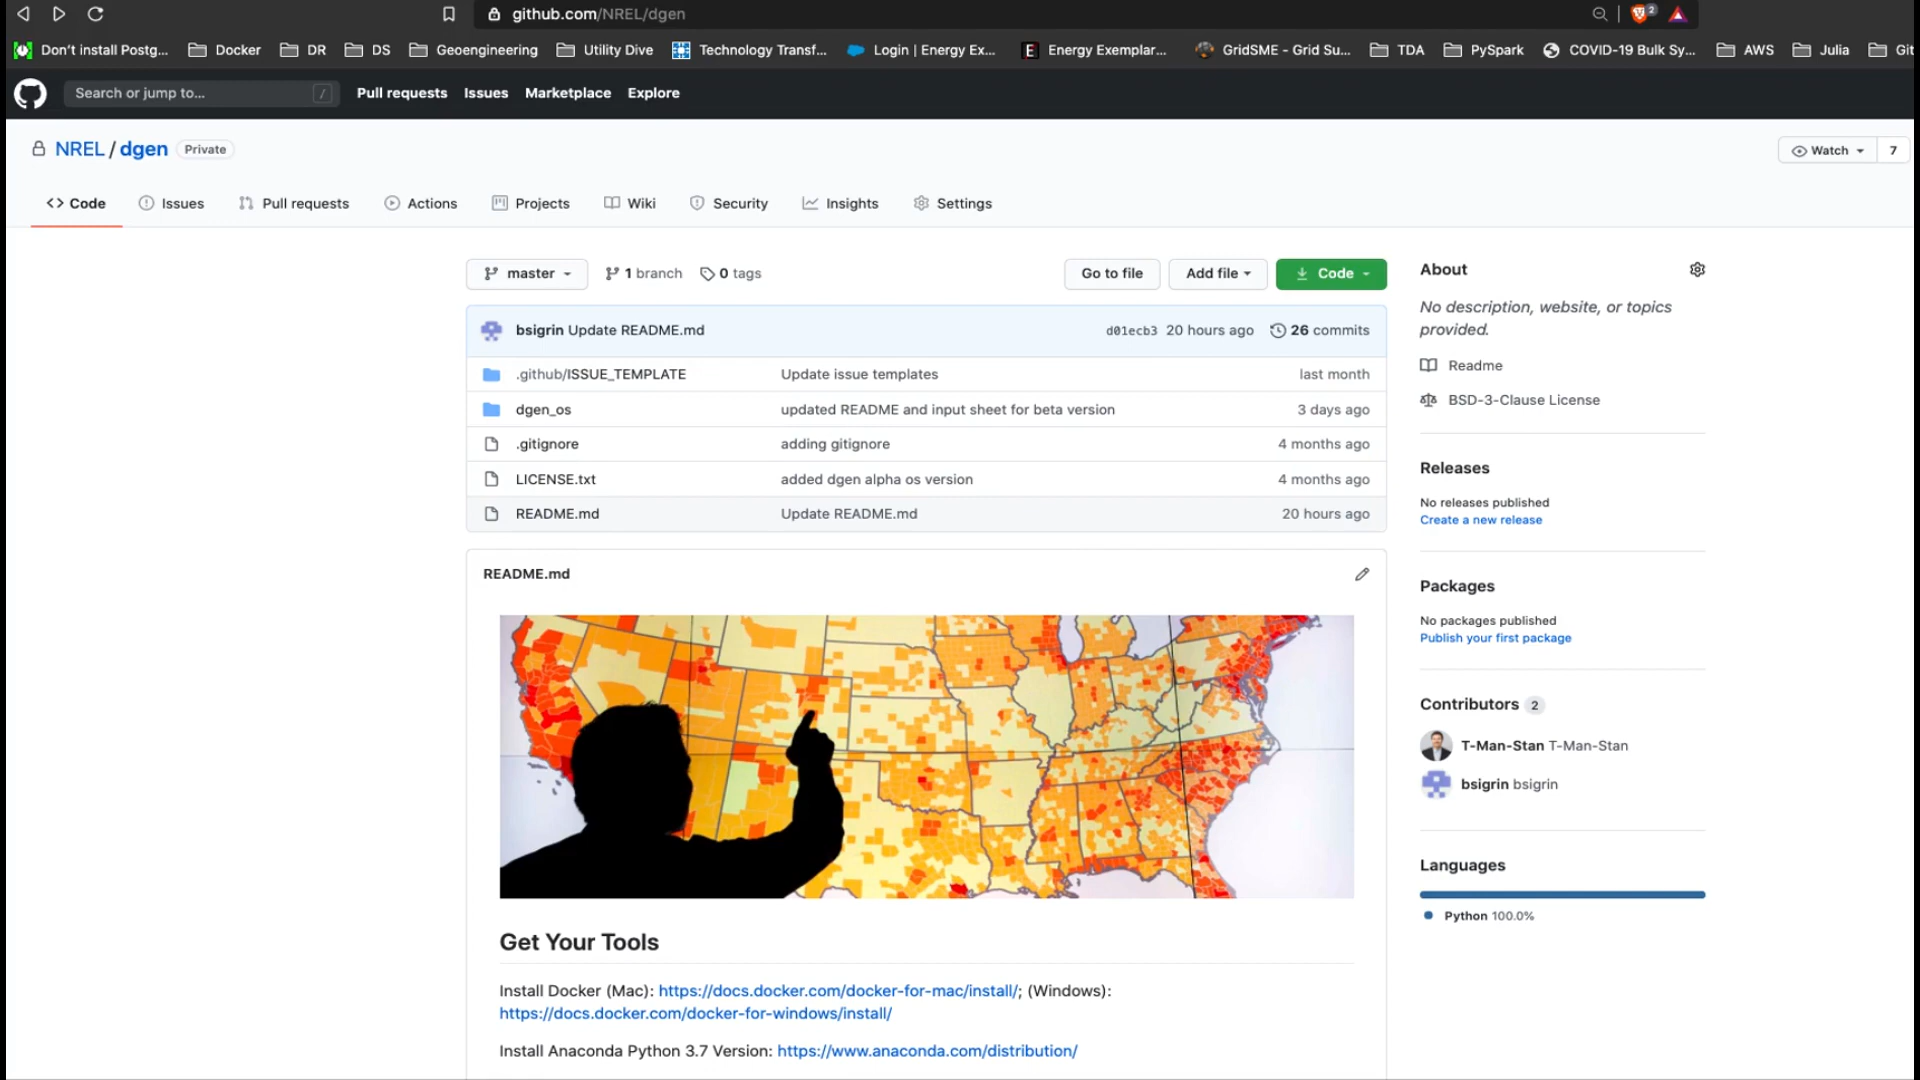 github.com/NREL/dgen
2
Don't install Postg... Docker DR DS Geoengineering Utility Dive Technology Transf... Login | Energy Ex... E Energy Exemplar... GridSME - Grid Su... TDA PySpark COVID-19 Bulk Sy... AWS Julia Git
Search or jump to... / Pull requests Issues Marketplace Explore
NREL / dgen Private
Watch 7
Code Issues Pull requests Actions Projects Wiki Security Insights Settings
master 1 branch 0 tags Go to file Add file Code
bsigrin Update README.md d01ecb3 20 hours ago 26 commits
.github/ISSUE_TEMPLATE Update issue templates last month
dgen_os updated README and input sheet for beta version 3 days ago
.gitignore adding gitignore 4 months ago
LICENSE.txt added dgen alpha os version 4 months ago
README.md Update README.md 20 hours ago
README.md
Get Your Tools
Install Docker (Mac): https://docs.docker.com/docker-for-mac/install/; (Windows):
https://docs.docker.com/docker-for-windows/install/
Install Anaconda Python 3.7 Version: https://www.anaconda.com/distribution/
About
No description, website, or topics
provided.
Readme
BSD-3-Clause License
Releases
No releases published
Create a new release
Packages
No packages published
Publish your first package
Contributors 2
T-Man-Stan T-Man-Stan
bsigrin bsigrin
Languages
Python 100.0%